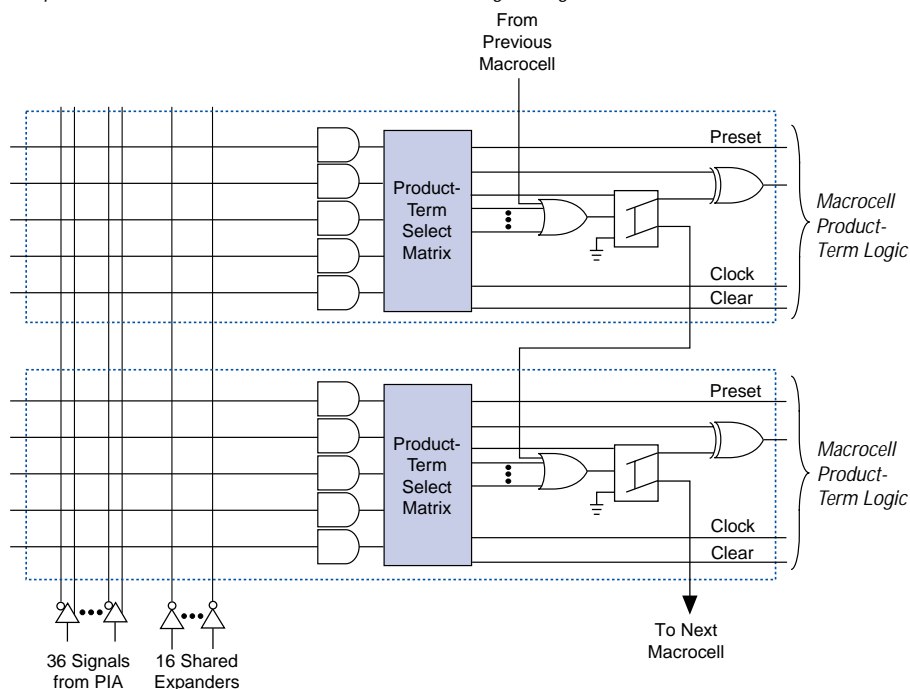 From
Previous
Macrocell
Preset
Product-
Term
Select
Matrix
Macrocell
Product-
Term Logic
Clock
Clear
Preset
Product-
Term
Select
Matrix
Macrocell
Product-
Term Logic
Clock
Clear
36 Signals
from PIA
16 Shared
Expanders
To Next
Macrocell